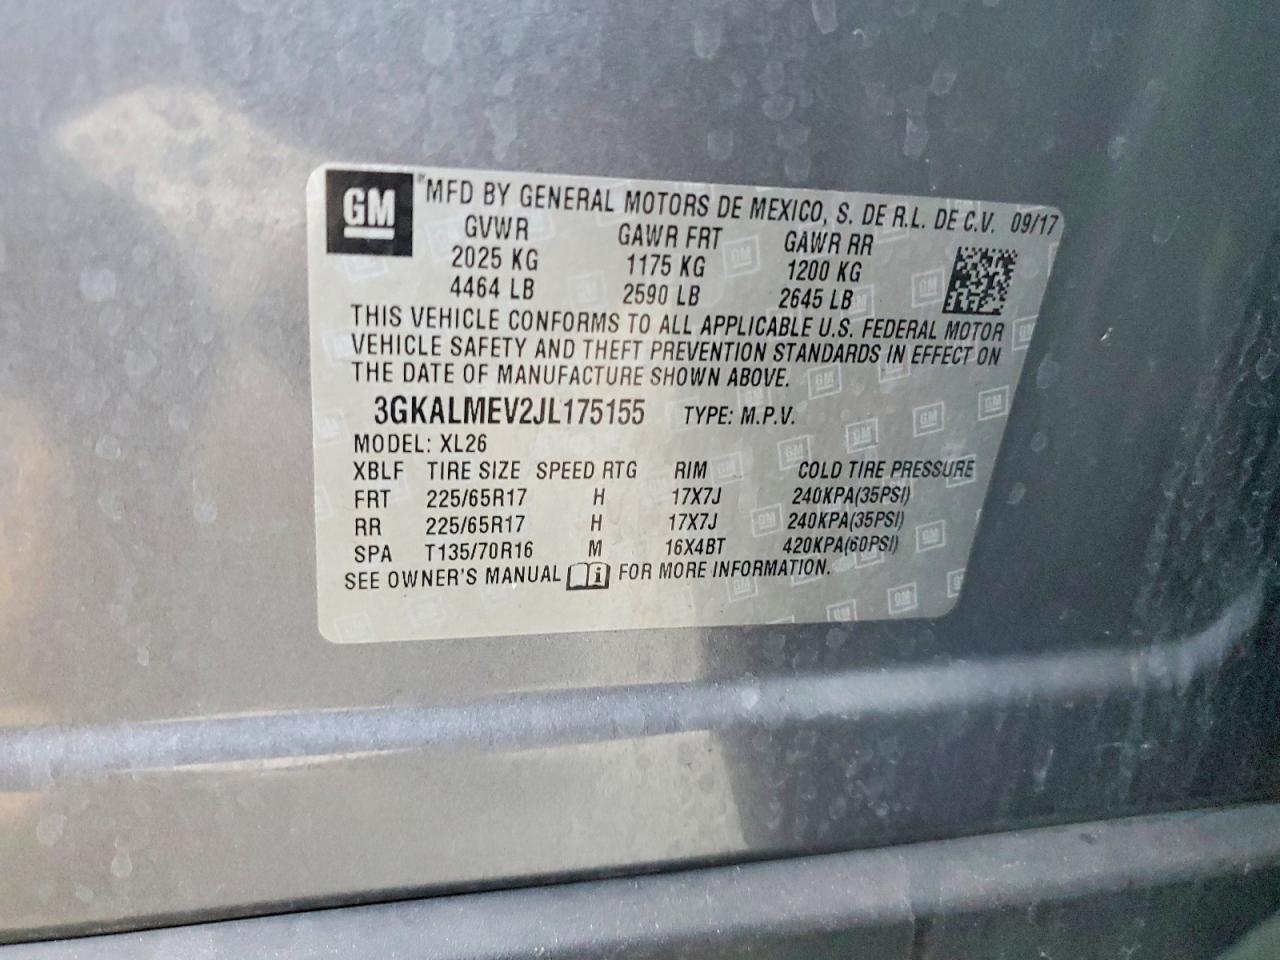 GM MFD BY GENERAL MOTORS DE MEXICO, S. DE R.L. DE C.V. 09/17
GVWR GAWR FRT GAWR RR
2025 KG 1175 KG 1200 KG
4464 LB 2590 LB 2645 LB
THIS VEHICLE CONFORMS TO ALL APPLICABLE U.S. FEDERAL MOTOR
VEHICLE SAFETY AND THEFT PREVENTION STANDARDS IN EFFECT ON
THE DATE OF MANUFACTURE SHOWN ABOVE.
3GKALMEV2JL175155 TYPE: M.P.V.
MODEL: XL26
XBLF TIRE SIZE SPEED RTG RIM COLD TIRE PRESSURE
FRT 225/65R17 H 17X7J 240KPA(35PSI)
RR 225/65R17 H 17X7J 240KPA(35PSI)
SPA T135/70R16 M 16X4BT 420KPA(60PSI)
SEE OWNER'S MANUAL i FOR MORE INFORMATION.